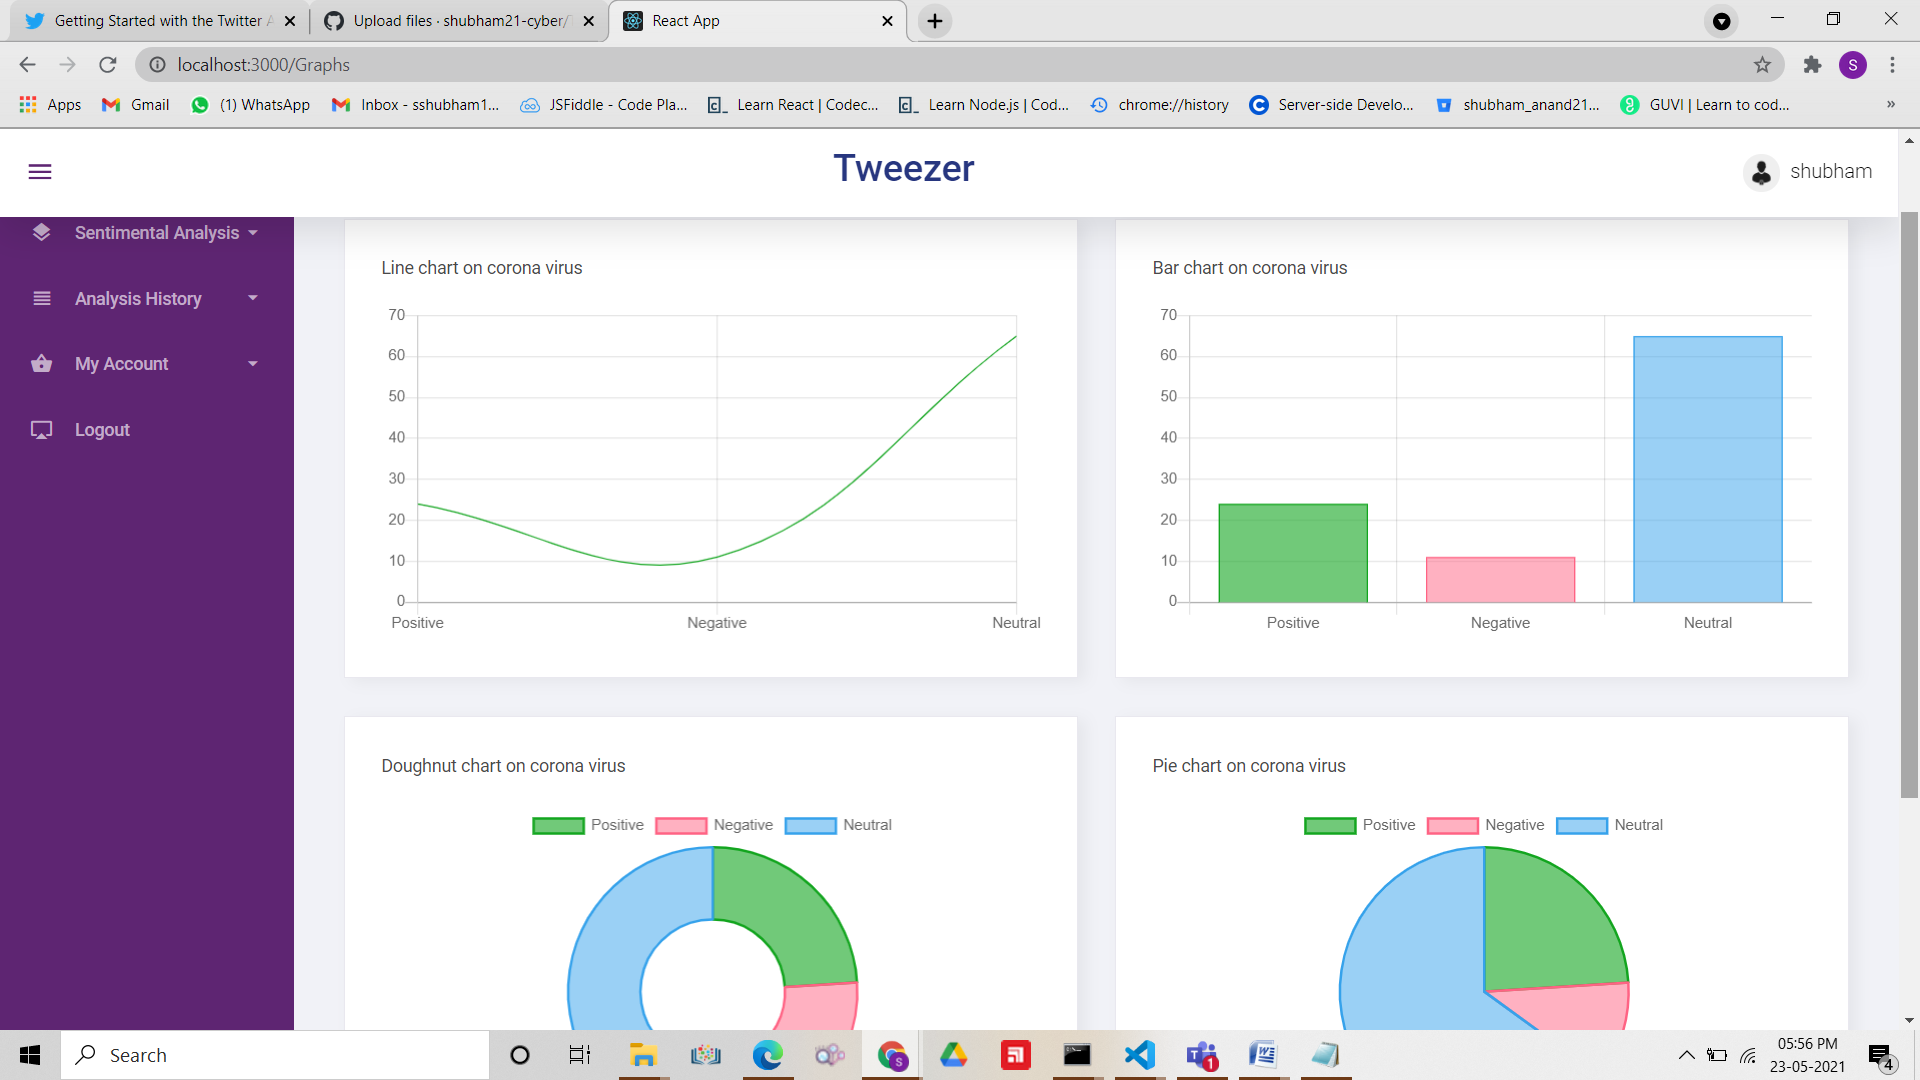 Getting Started with the Twitter A
Upload files · shubham21-cyber/
React App
localhost:3000/Graphs
S
Apps
Gmail
(1) WhatsApp
Inbox - sshubham1...
JSFiddle - Code Pla...
Learn React | Codec...
Learn Node.js | Cod...
chrome://history
Server-side Develo...
shubham_anand21...
GUVI | Learn to cod...
»
Tweezer
shubham
Sentimental Analysis
Analysis History
My Account
Logout
Line chart on corona virus
70
60
50
40
30
20
10
0
Positive Negative Neutral
Bar chart on corona virus
70
60
50
40
30
20
10
0
Positive Negative Neutral
Doughnut chart on corona virus
Positive Negative Neutral
Pie chart on corona virus
Positive Negative Neutral
Search
S
1
05:56 PM
23-05-2021
4